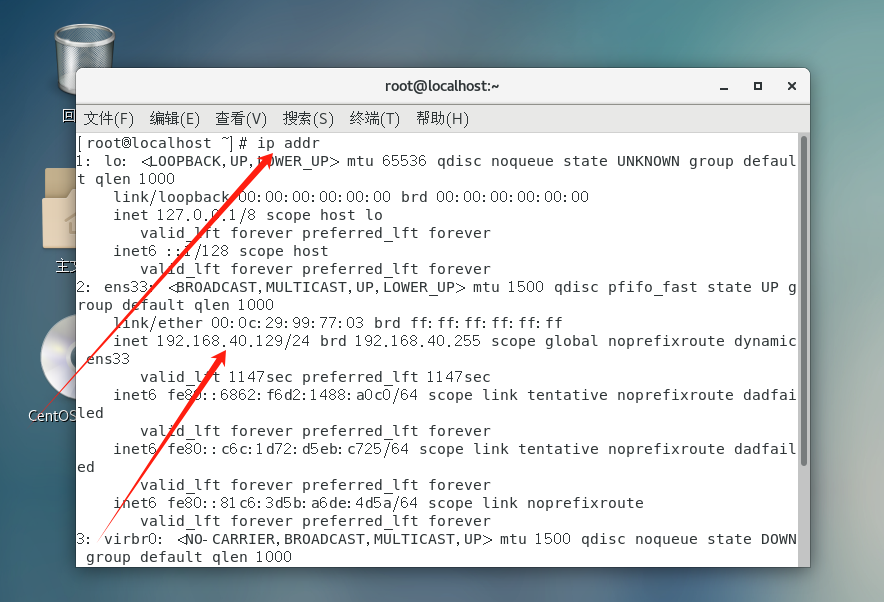 root@localhost:~
回
文件(F) 编辑(E) 查看(V) 搜索(S) 终端(T) 帮助(H)
[root@localhost ~]# ip addr
1: lo: <LOOPBACK,UP,LOWER_UP> mtu 65536 qdisc noqueue state UNKNOWN group defaul
t qlen 1000
link/loopback 00:00:00:00:00:00 brd 00:00:00:00:00:00
inet 127.0.0.1/8 scope host lo
valid_lft forever preferred_lft forever
inet6 ::1/128 scope host
valid_lft forever preferred_lft forever
主文
2: ens33: <BROADCAST,MULTICAST,UP,LOWER_UP> mtu 1500 qdisc pfifo_fast state UP g
roup default qlen 1000
link/ether 00:0c:29:99:77:03 brd ff:ff:ff:ff:ff:ff
inet 192.168.40.129/24 brd 192.168.40.255 scope global noprefixroute dynamic
ens33
valid_lft 1147sec preferred_lft 1147sec
inet6 fe80::6862:f6d2:1488:a0c0/64 scope link tentative noprefixroute dadfai
led
CentOS
valid_lft forever preferred_lft forever
inet6 fe80::c6c:1d72:d5eb:c725/64 scope link tentative noprefixroute dadfail
ed
valid_lft forever preferred_lft forever
inet6 fe80::81c6:3d5b:a6de:4d5a/64 scope link noprefixroute
valid_lft forever preferred_lft forever
3: virbr0: <NO-CARRIER,BROADCAST,MULTICAST,UP> mtu 1500 qdisc noqueue state DOWN
group default qlen 1000